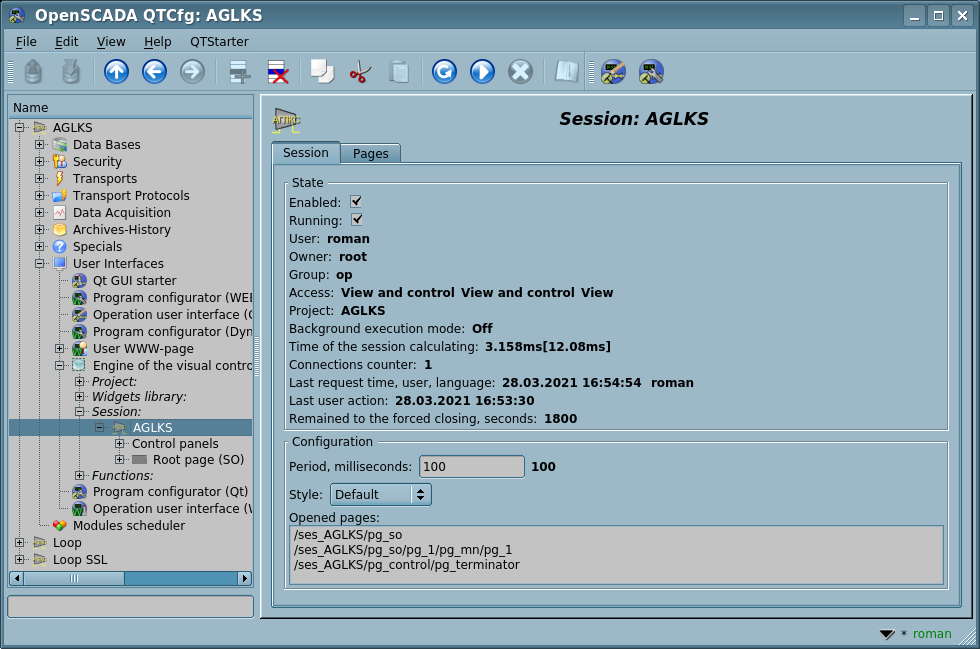 OpenSCADA QTCfg: AGLKS
File Edit View Help QTStarter
Name
AGLKS
Data Bases
Security
Transports
Transport Protocols
Data Acquisition
Archives-History
Specials
User Interfaces
Qt GUI starter
Program configurator (WEB
Operation user interface (
Program configurator (Dyn
User WWW-page
Engine of the visual contro
Project:
Widgets library:
Session:
AGLKS
Control panels
Root page (SO)
Functions:
Program configurator (Qt)
Operation user interface (
Modules scheduler
Loop
Loop SSL
АГЛКС
Session: AGLKS
Session Pages
State
Enabled:
Running:
User: roman
Owner: root
Group: op
Access: View and control View and control View
Project: AGLKS
Background execution mode: Off
Time of the session calculating: 3.158ms[12.08ms]
Connections counter: 1
Last request time, user, language: 28.03.2021 16:54:54 roman
Last user action: 28.03.2021 16:53:30
Remained to the forced closing, seconds: 1800
Configuration
Period, milliseconds: 100 100
Style: Default
Opened pages:
/ses_AGLKS/pg_so
/ses_AGLKS/pg_so/pg_1/pg_mn/pg_1
/ses_AGLKS/pg_control/pg_terminator
* roman